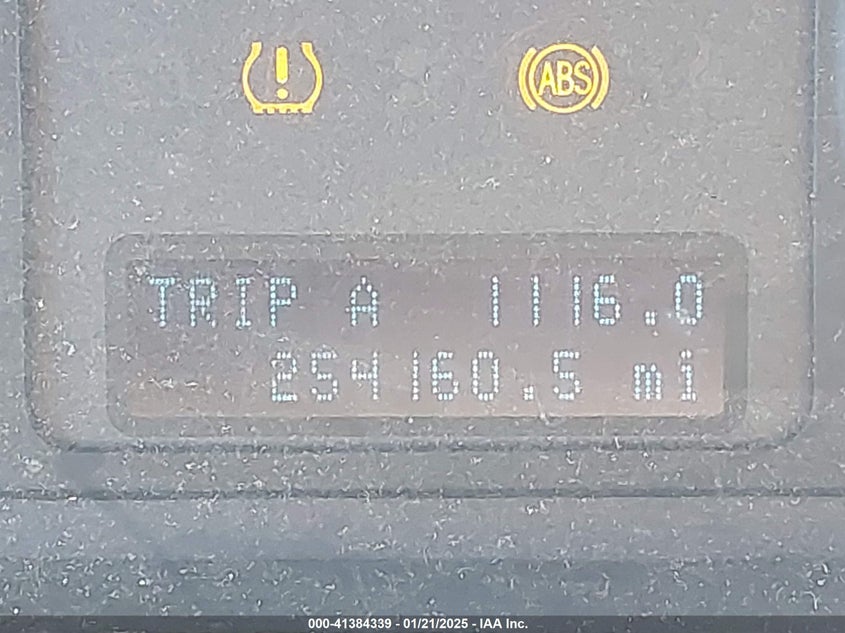 !
ABS
TRIP A 1116.0
254160.5 mi
000-41384339 - 01/21/2025 - IAA Inc.